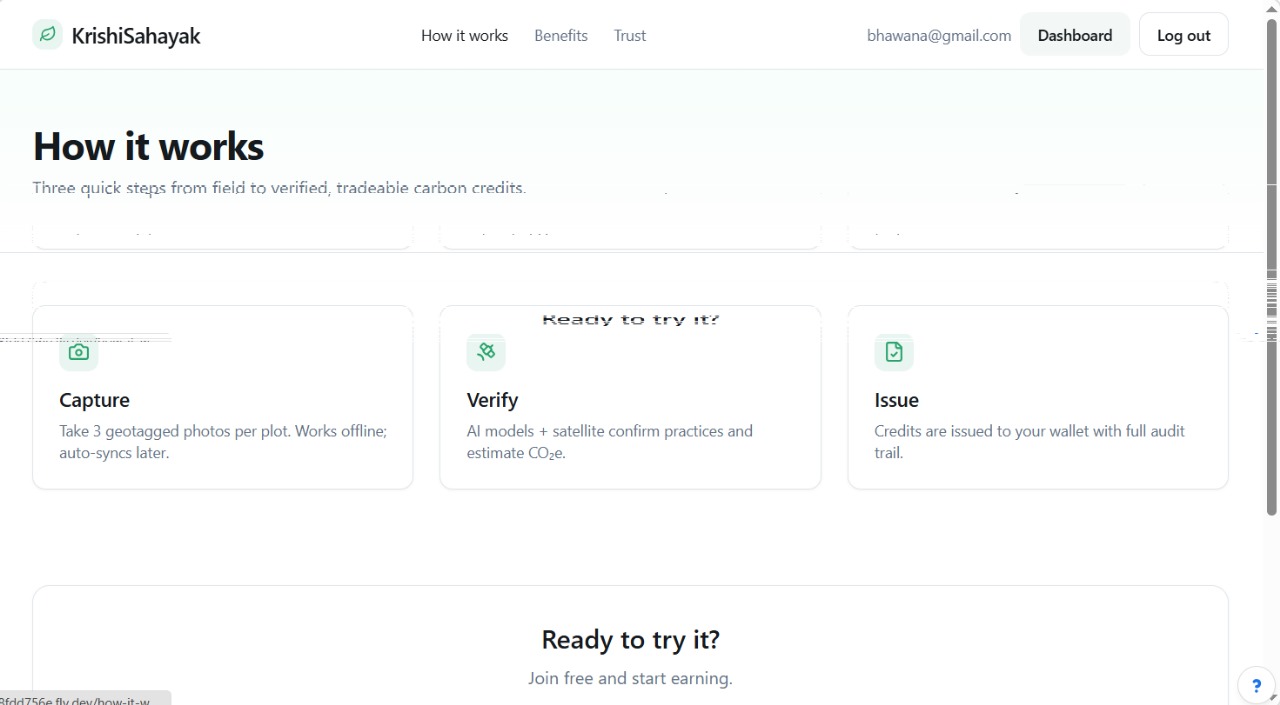 KrishiSahayak
How it works
Benefits
Trust
bhawana@gmail.com
Dashboard
Log out
How it works
Three quick steps from field to verified, tradeable carbon credits.
Ready to try it?
Capture
Take 3 geotagged photos per plot. Works offline;
auto-syncs later.
Verify
AI models + satellite confirm practices and
estimate CO₂e.
Issue
Credits are issued to your wallet with full audit
trail.
Ready to try it?
Join free and start earning.
?
8fdd756e.fly.dev/how-it-w